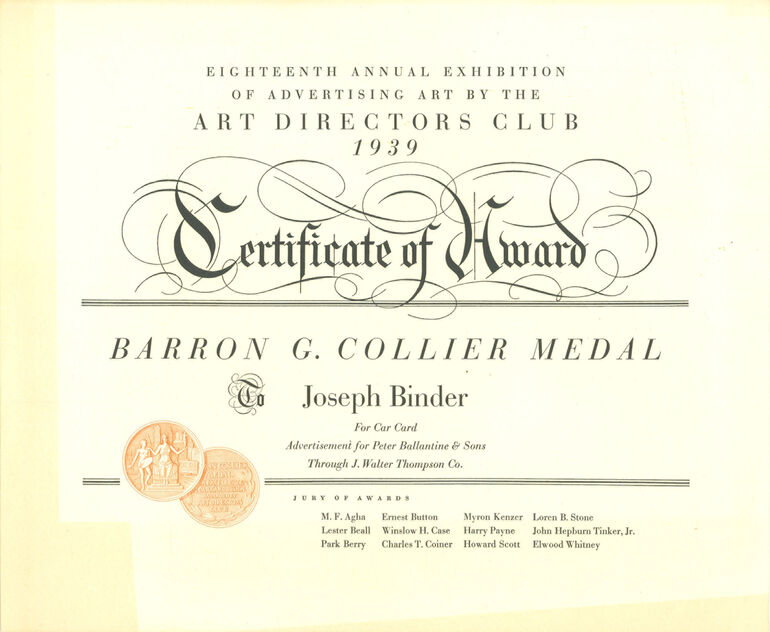 EIGHTEENTH ANNUAL EXHIBITION
OF ADVERTISING ART BY THE
ART DIRECTORS CLUB
1939
Certificate of Award
BARRON G. COLLIER MEDAL
To Joseph Binder
For Car Card
Advertisement for Peter Ballantine & Sons
Through J. Walter Thompson Co.
JURY OF AWARDS
M. F. Agha Ernest Button Myron Kenzer Loren B. Stone
Lester Beall Winslow H. Case Harry Payne John Hepburn Tinker, Jr.
Park Berry Charles T. Coiner Howard Scott Elwood Whitney